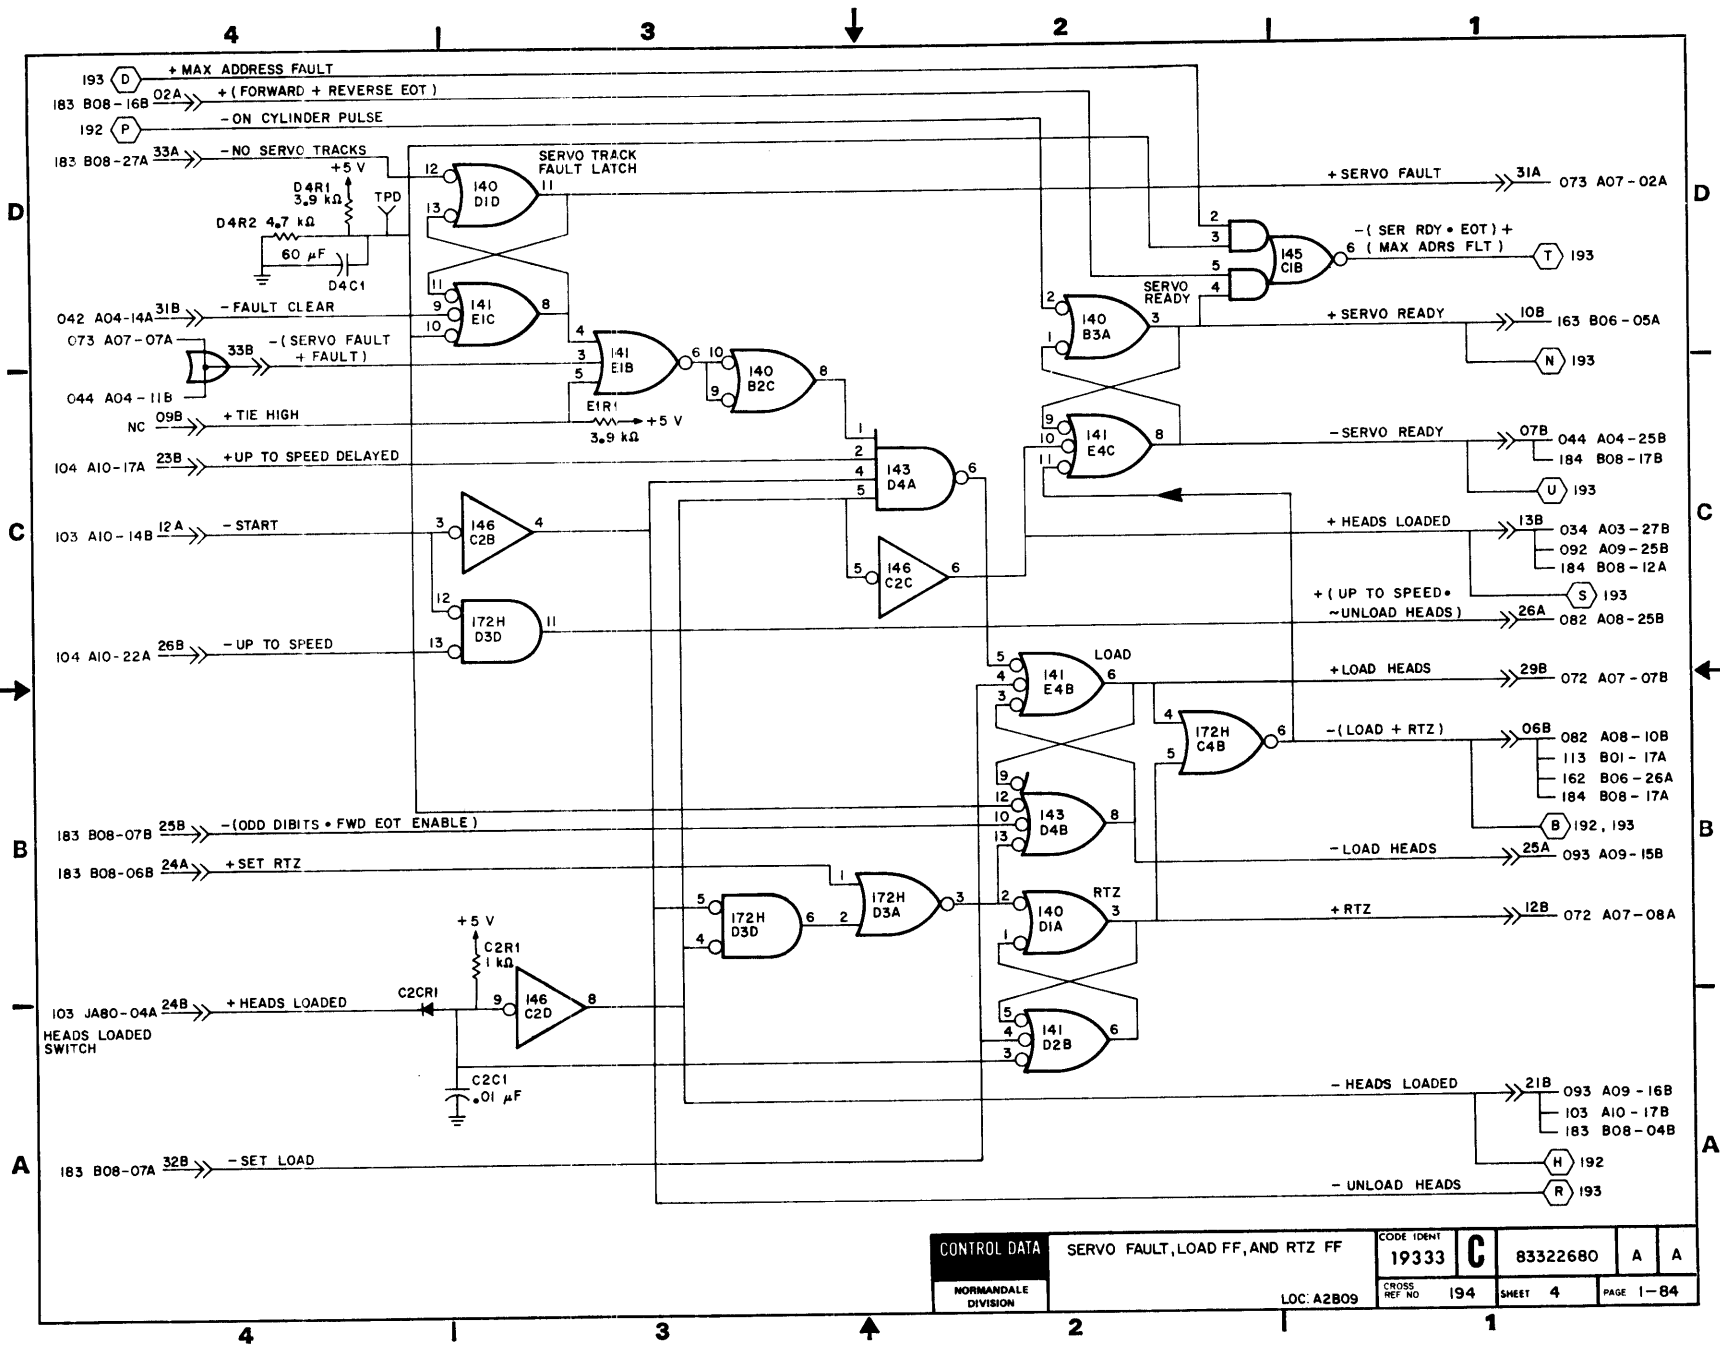 4 3 2 1
193 D + MAX ADDRESS FAULT
183 B08-16B 02A + (FORWARD + REVERSE EOT)
192 P - ON CYLINDER PULSE
183 B08-27A 33A - NO SERVO TRACKS
+5 V
D4R1
3.9 kΩ
TPD
D4R2 4.7 kΩ
60 μF
D4C1
12
13
140
D1D
11
SERVO TRACK
FAULT LATCH
+ SERVO FAULT 31A 073 A07-02A
D D
2
3
5
4
145
C1B
6
-( SER RDY • EOT) +
( MAX ADRS FLT )
T 193
042 A04-14A 31B - FAULT CLEAR
11
9
10
141
E1C
8
2
1
140
B3A
3
SERVO
READY
+ SERVO READY 10B 163 B06-05A
N 193
073 A07-07A
33B
-( SERVO FAULT
+ FAULT )
044 A04-11B
4
3
5
141
E1B
6
10
9
140
B2C
8
NC 09B + TIE HIGH
E1R1
3.9 kΩ
+5 V
9
10
11
141
E4C
8
- SERVO READY 07B 044 A04-25B
184 B08-17B
U 193
104 A10-17A 23B +UP TO SPEED DELAYED
1
2
4
5
143
D4A
6
C C
103 A10-14B 12A - START
3
146
C2B
4
+ HEADS LOADED 13B 034 A03-27B
092 A09-25B
184 B08-12A
S 193
5
146
C2C
6
12
13
172H
D3D
11
+ ( UP TO SPEED•
~UNLOAD HEADS) 26A 082 A08-25B
104 A10-22A 26B - UP TO SPEED
5
4
3
141
E4B
6
LOAD
+LOAD HEADS 29B 072 A07-07B
4
5
172H
C4B
6
-(LOAD + RTZ) 06B 082 A08-10B
113 B01-17A
162 B06-26A
184 B08-17A
B 192, 193
9
12
10
13
143
D4B
8
B B
183 B08-07B 25B -(ODD DIBITS • FWD EOT ENABLE)
- LOAD HEADS 25A 093 A09-15B
183 B08-06B 24A + SET RTZ
1
2
172H
D3A
3
5
4
172H
D3D
6
2
1
140
D1A
3
RTZ
+ RTZ 12B 072 A07-08A
+5 V
C2R1
1 kΩ
C2CR1
103 JA80-04A 24B + HEADS LOADED
HEADS LOADED
SWITCH
9
146
C2D
8
5
4
3
141
D2B
6
C2C1
.01 μF
- HEADS LOADED 21B 093 A09-16B
103 A10-17B
183 B08-04B
H 192
A A
183 B08-07A 32B - SET LOAD
- UNLOAD HEADS R 193
CONTROL DATA
NORMANDALE
DIVISION
SERVO FAULT, LOAD FF, AND RTZ FF
LOC: A2B09
CODE IDENT
19333
C
83322680
A
A
CROSS
REF NO 194
SHEET 4
PAGE 1-84
4 3 2 1